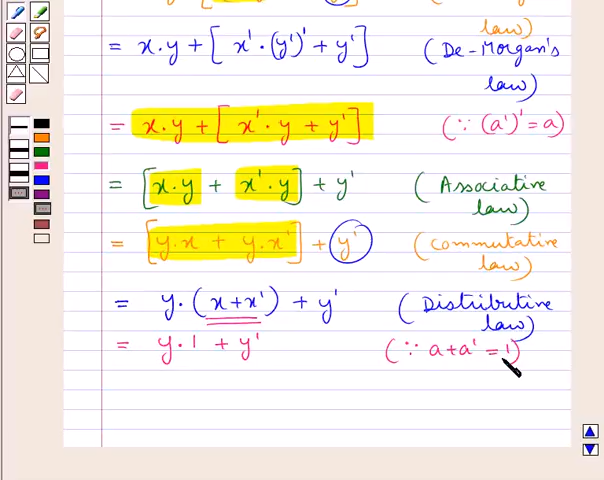 law)
= x.y + [ x' . (y')' + y' ] (De-Morgan's
law)
= x.y + [ x' . y + y' ] (∵ (a')' = a)
= [ x.y + x' . y ] + y' (Associative
law)
= [ y.x + y.x' ] + y' (Commutative
law)
= y . ( x + x' ) + y' (Distributive
law)
= y . 1 + y' (∵ a + a' = 1)